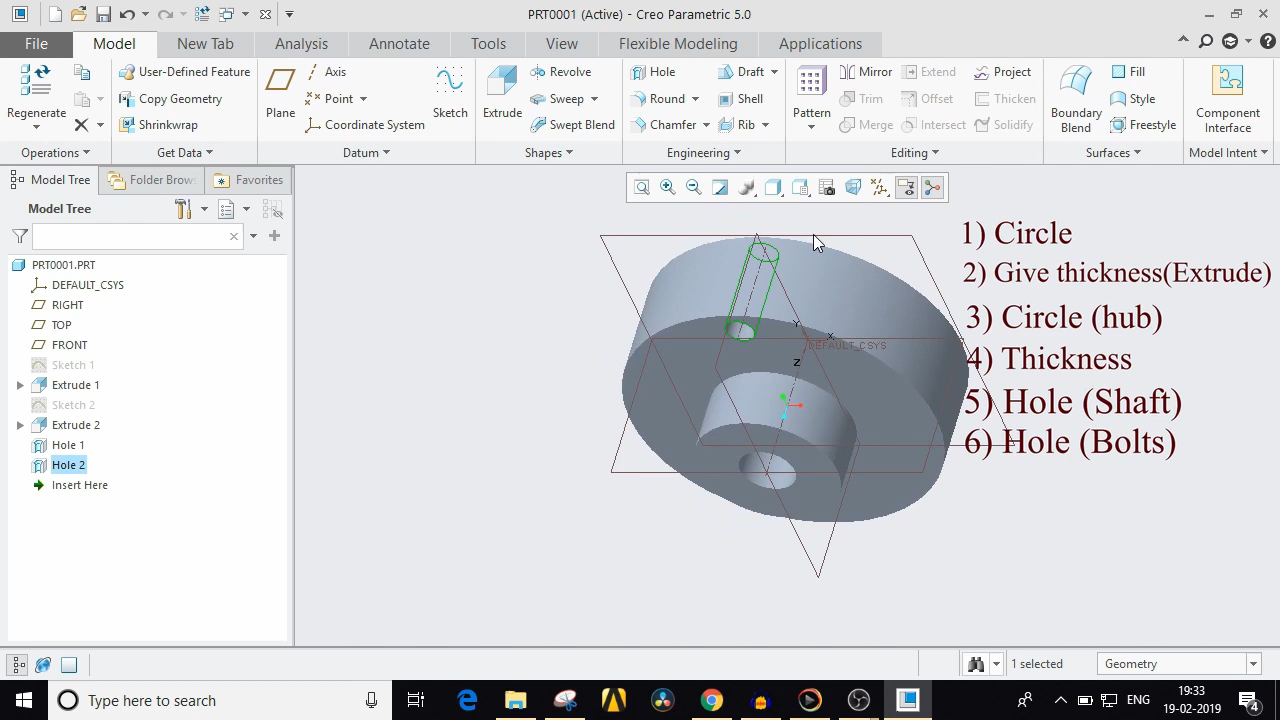 PRT0001 (Active) - Creo Parametric 5.0
File Model New Tab Analysis Annotate Tools View Flexible Modeling Applications
Regenerate
Operations
User-Defined Feature
Copy Geometry
Shrinkwrap
Get Data
Plane
Axis
Point
Coordinate System
Sketch
Datum
Extrude
Revolve
Sweep
Swept Blend
Shapes
Hole
Round
Chamfer
Draft
Shell
Rib
Engineering
Pattern
Mirror
Trim
Merge
Extend
Offset
Intersect
Project
Thicken
Solidify
Editing
Boundary
Blend
Fill
Style
Freestyle
Surfaces
Component
Interface
Model Intent
Model Tree Folder Brows Favorites
Model Tree
PRT0001.PRT
DEFAULT_CSYS
RIGHT
TOP
FRONT
Sketch 1
Extrude 1
Sketch 2
Extrude 2
Hole 1
Hole 2
Insert Here
Y
X
DEFAULT_CSYS
Z
1) Circle
2) Give thickness(Extrude)
3) Circle (hub)
4) Thickness
5) Hole (Shaft)
6) Hole (Bolts)
1 selected Geometry
Type here to search
ENG
19:33
19-02-2019
4